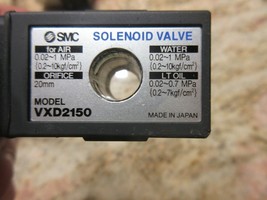 SMC SOLENOID VALVE
for AIR
0.02~1 MPa
(0.2~10kgf/cm²)
ORIFICE
20mm
MODEL
VXD2150
WATER
0.02~1 MPa
(0.2~10kgf/cm²)
LT OIL
0.02~0.7 MPa
(0.2~7kgf/cm²)
MADE IN JAPAN